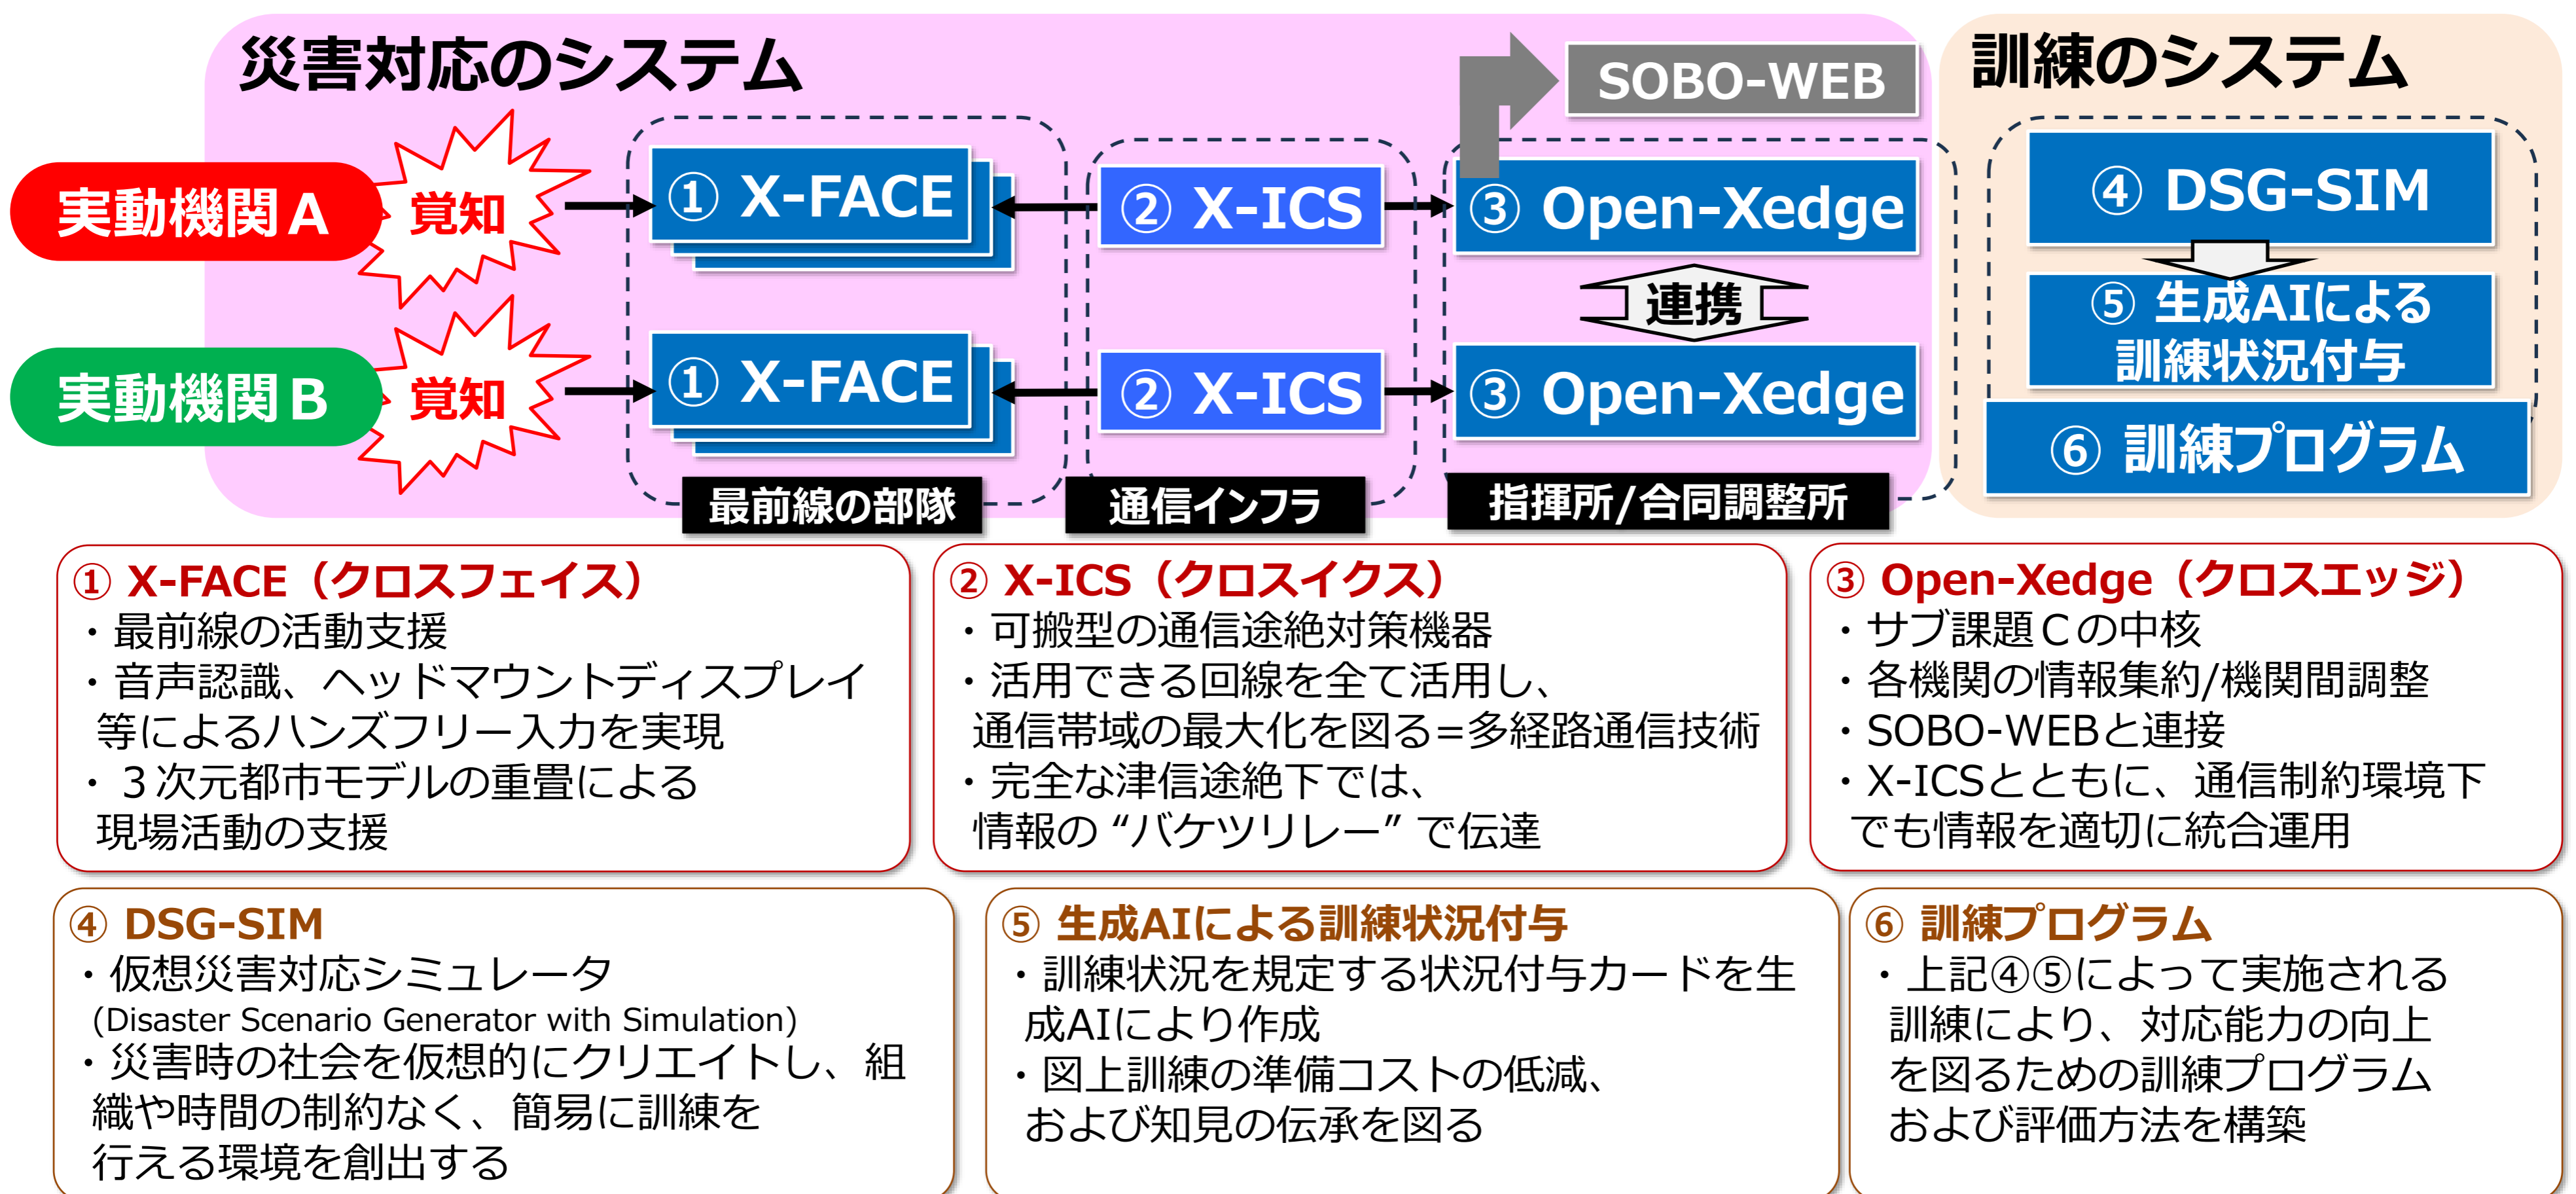 災害対応のシステム
訓練のシステム
SOBO-WEB
実動機関A
覚知
① X-FACE
② X-ICS
③ Open-Xedge
連携
実動機関B
覚知
① X-FACE
② X-ICS
③ Open-Xedge
最前線の部隊
通信インフラ
指揮所/合同調整所
④ DSG-SIM
⑤ 生成AIによる
訓練状況付与
⑥ 訓練プログラム
① X-FACE（クロスフェイス）
・最前線の活動支援
・音声認識、ヘッドマウントディスプレイ
等によるハンズフリー入力を実現
・３次元都市モデルの重畳による
現場活動の支援
② X-ICS（クロスイクス）
・可搬型の通信途絶対策機器
・活用できる回線を全て活用し、
通信帯域の最大化を図る=多経路通信技術
・完全な津信途絶下では、
情報の “バケツリレー” で伝達
③ Open-Xedge（クロスエッジ）
・サブ課題Cの中核
・各機関の情報集約/機関間調整
・SOBO-WEBと連接
・X-ICSとともに、通信制約環境下
でも情報を適切に統合運用
④ DSG-SIM
・仮想災害対応シミュレータ
(Disaster Scenario Generator with Simulation)
・災害時の社会を仮想的にクリエイトし、組
織や時間の制約なく、簡易に訓練を
行える環境を創出する
⑤ 生成AIによる訓練状況付与
・訓練状況を規定する状況付与カードを生
成AIにより作成
・図上訓練の準備コストの低減、
および知見の伝承を図る
⑥ 訓練プログラム
・上記④⑤によって実施される
訓練により、対応能力の向上
を図るための訓練プログラム
および評価方法を構築